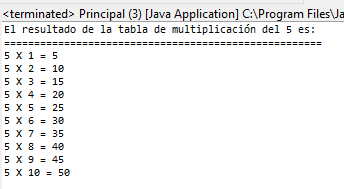 <terminated> Principal (3) [Java Application] C:\Program Files\Ja
El resultado de la tabla de multiplicación del 5 es:
==================================================
5 X 1 = 5
5 X 2 = 10
5 X 3 = 15
5 X 4 = 20
5 X 5 = 25
5 X 6 = 30
5 X 7 = 35
5 X 8 = 40
5 X 9 = 45
5 X 10 = 50